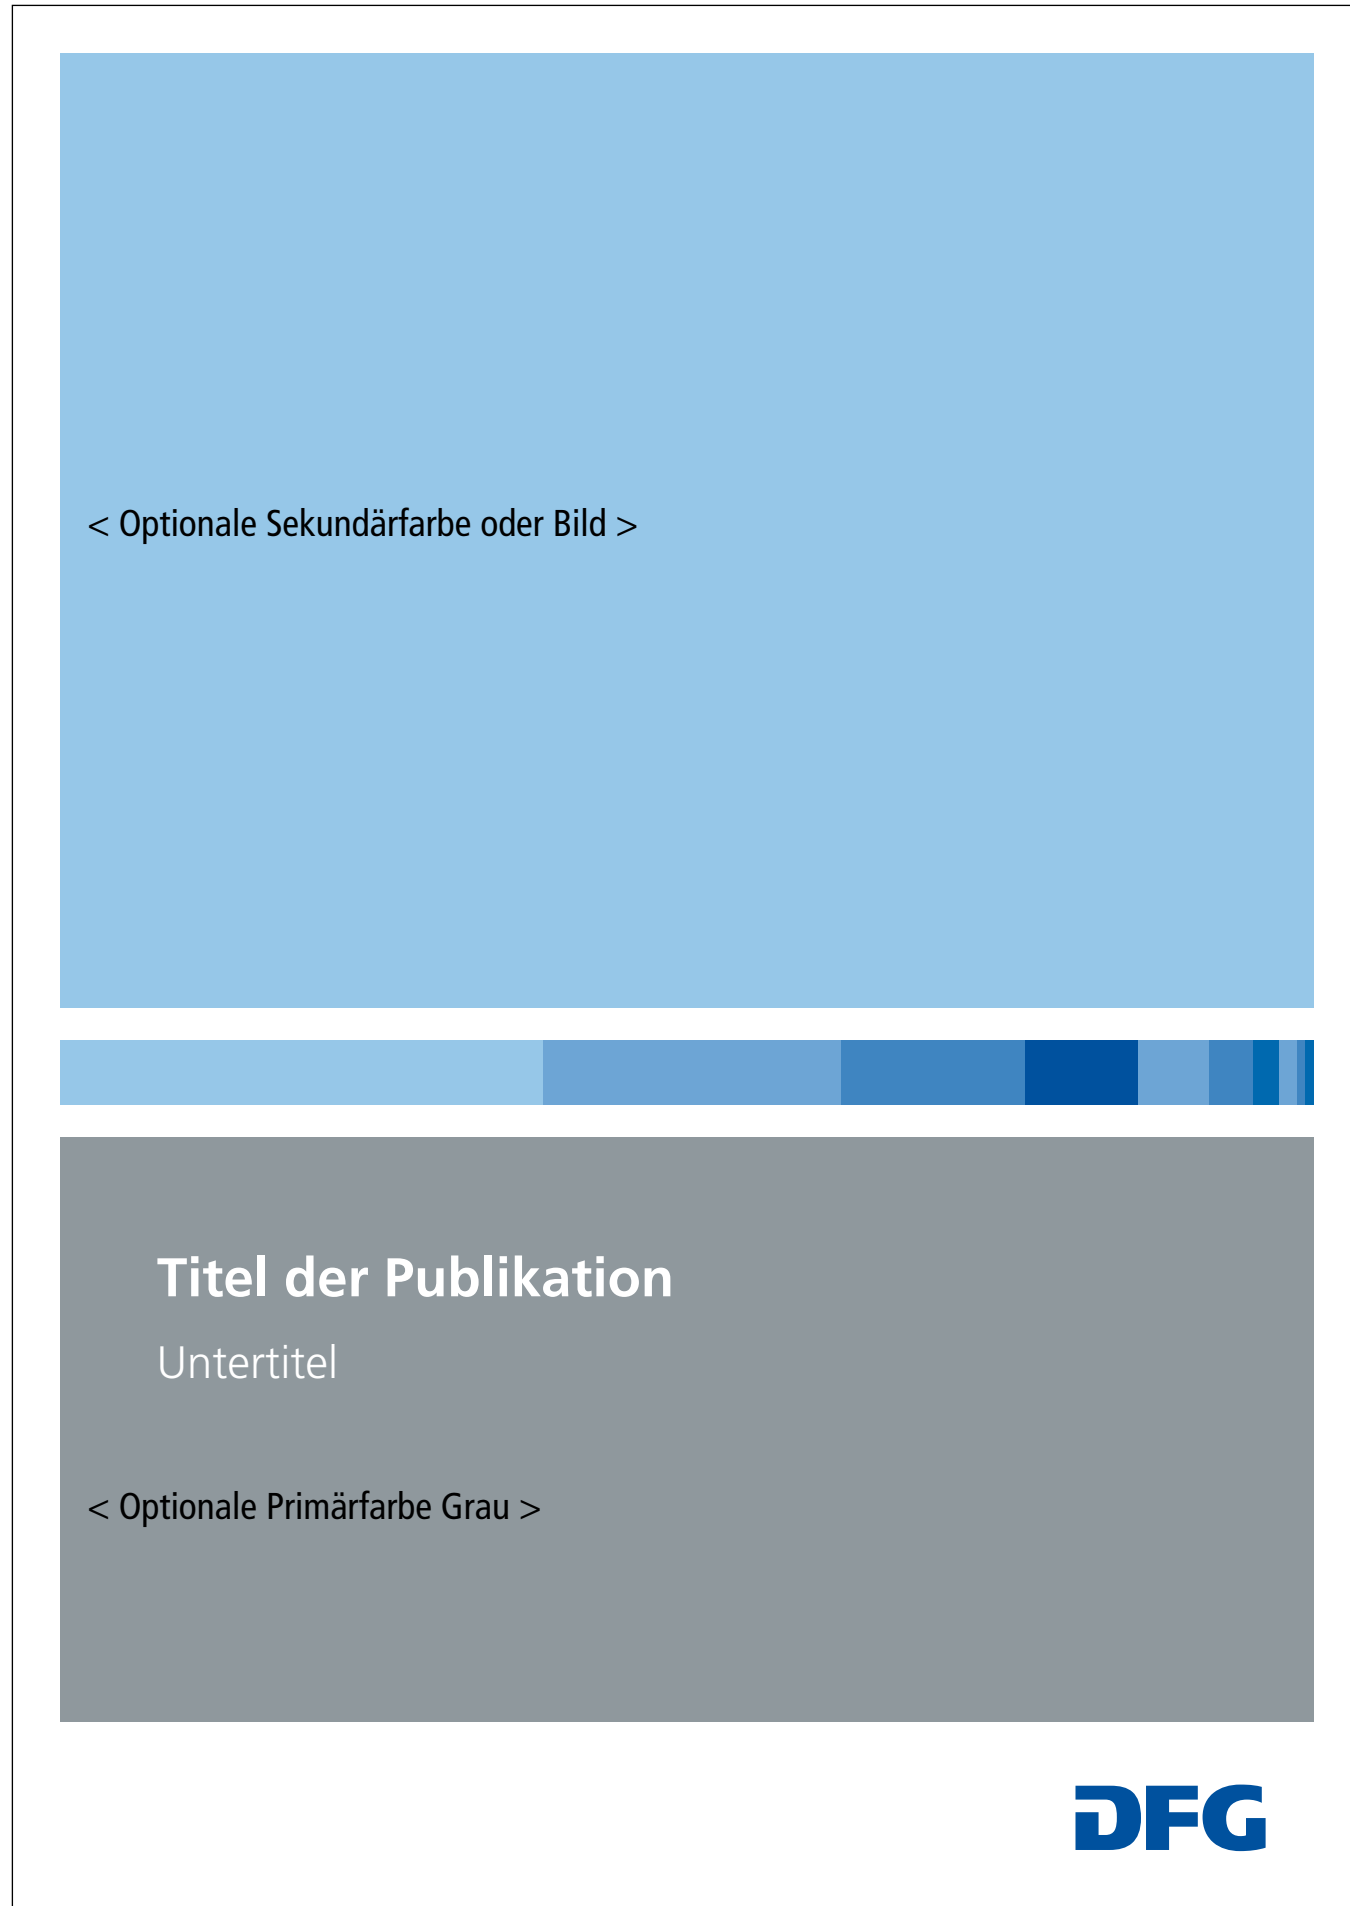 < Optionale Sekundärfarbe oder Bild >
Titel der Publikation
Untertitel
< Optionale Primärfarbe Grau >
DFG